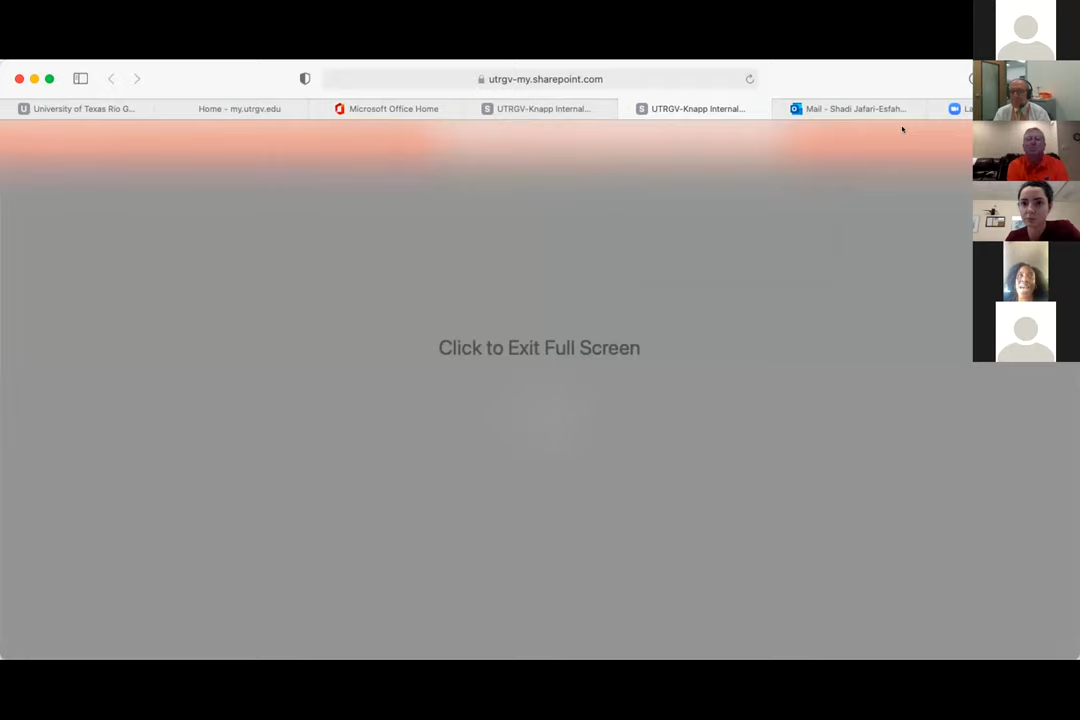 utrgv-my.sharepoint.com
University of Texas Rio G...
Home - my.utrgv.edu
Microsoft Office Home
UTRGV-Knapp Internal...
UTRGV-Knapp Internal...
Mail - Shadi Jafari-Esfah...
La
Click to Exit Full Screen